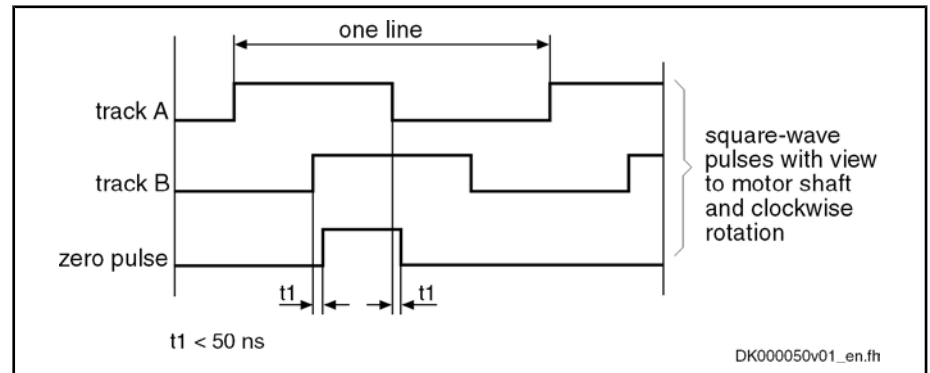 one line
track A
track B
zero pulse
square-wave
pulses with view
to motor shaft
and clockwise
rotation
t1
t1
t1 < 50 ns
DK000050v01_en.fh